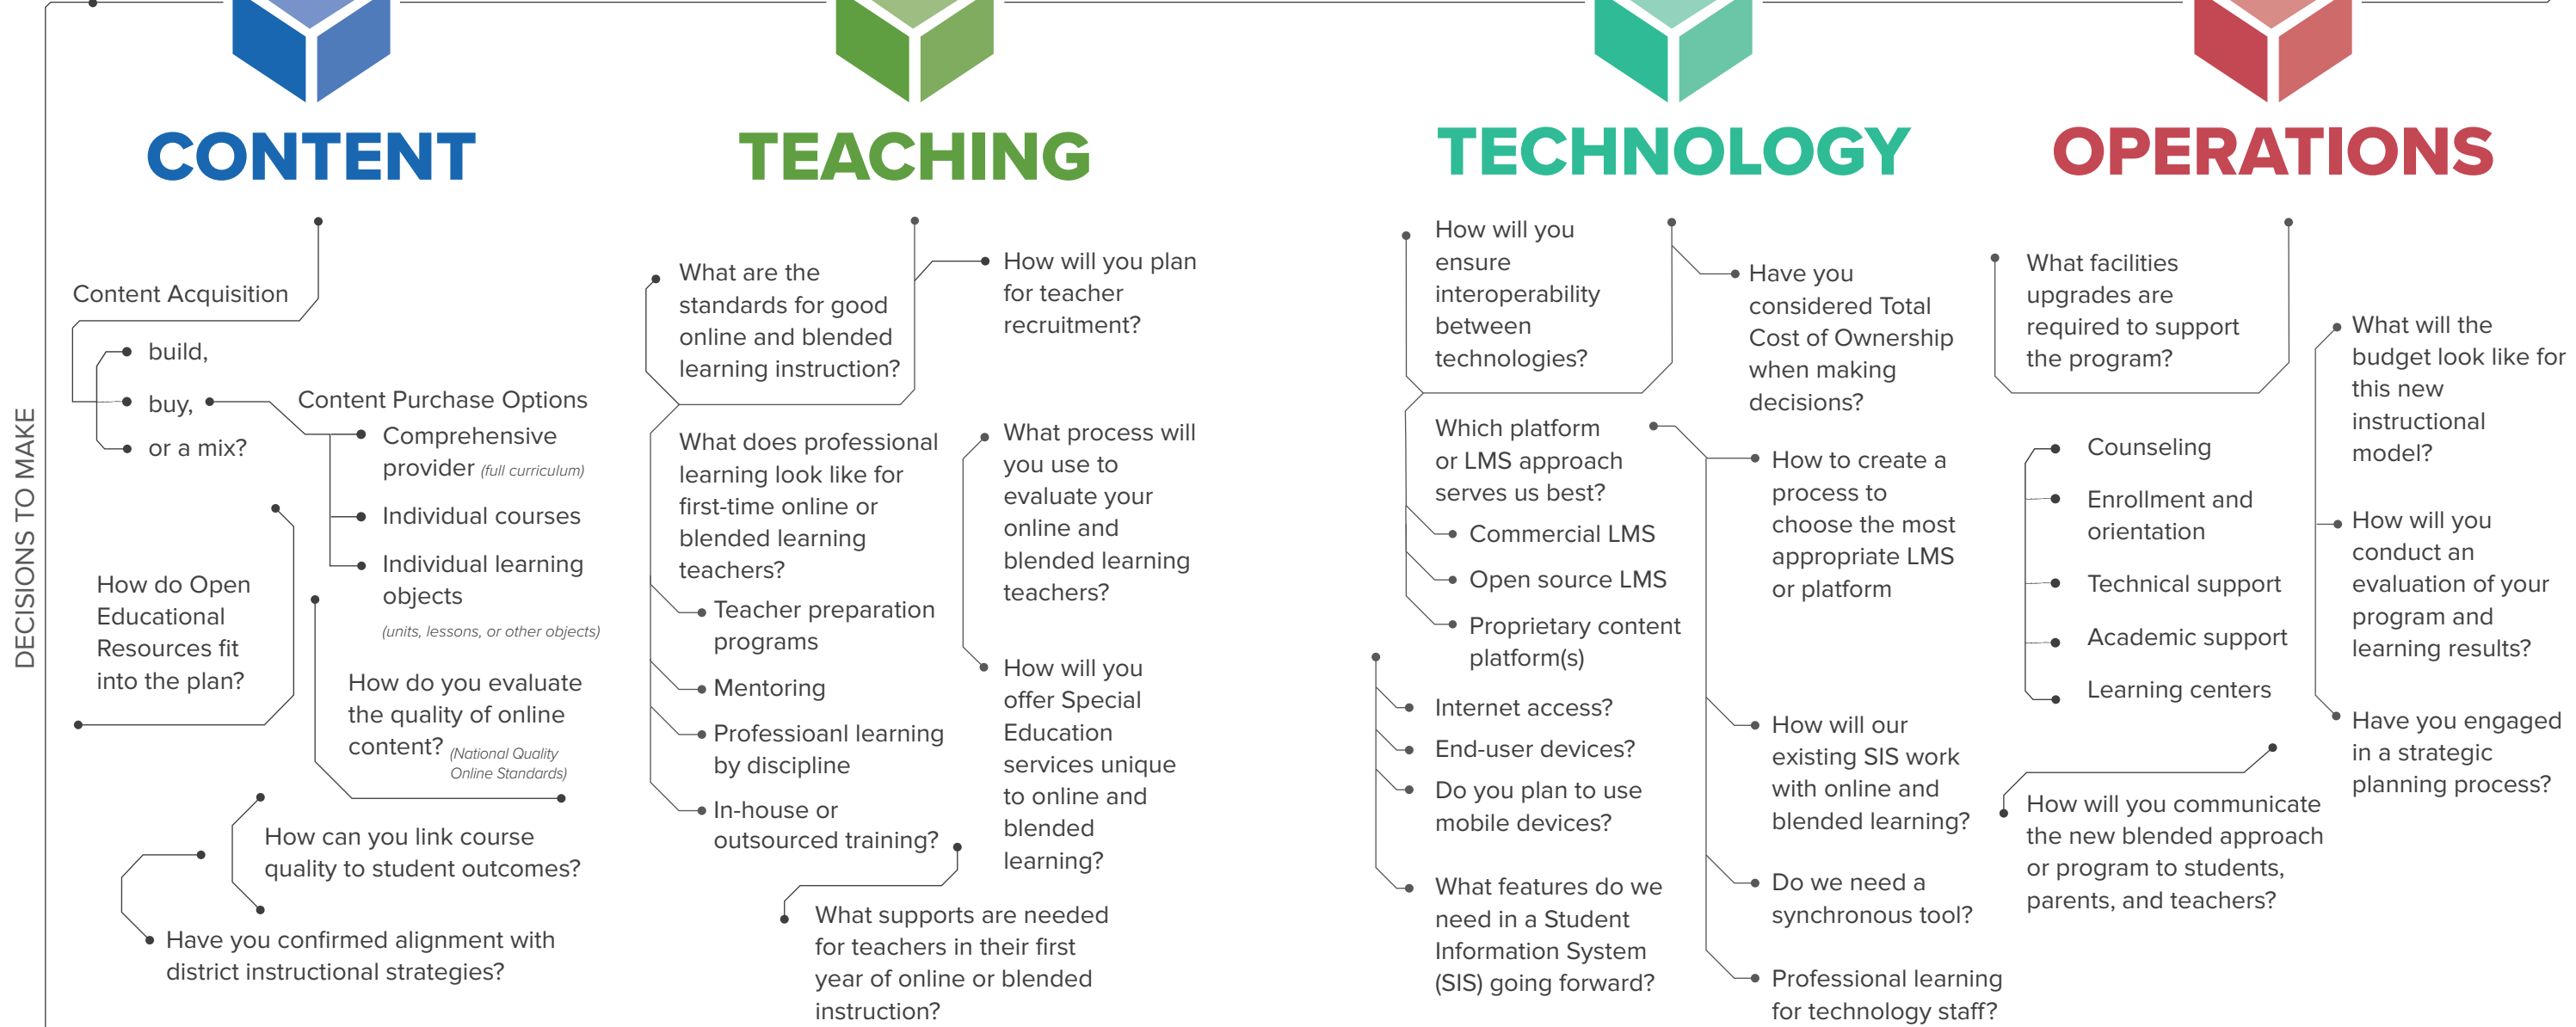 DECISIONS TO MAKE
CONTENT
Content Acquisition
build,
buy,
or a mix?
Content Purchase Options
Comprehensive
provider (full curriculum)
Individual courses
Individual learning
objects
(units, lessons, or other objects)
How do Open
Educational
Resources fit
into the plan?
How do you evaluate
the quality of online
content? (National Quality
Online Standards)
How can you link course
quality to student outcomes?
Have you confirmed alignment with
district instructional strategies?
TEACHING
What are the
standards for good
online and blended
learning instruction?
How will you plan
for teacher
recruitment?
What does professional
learning look like for
first-time online or
blended learning
teachers?
Teacher preparation
programs
Mentoring
Professioanl learning
by discipline
In-house or
outsourced training?
What process will
you use to
evaluate your
online and
blended learning
teachers?
How will you
offer Special
Education
services unique
to online and
blended
learning?
What supports are needed
for teachers in their first
year of online or blended
instruction?
TECHNOLOGY
How will you
ensure
interoperability
between
technologies?
Have you
considered Total
Cost of Ownership
when making
decisions?
Which platform
or LMS approach
serves us best?
Commercial LMS
Open source LMS
Proprietary content
platform(s)
Internet access?
End-user devices?
Do you plan to use
mobile devices?
What features do we
need in a Student
Information System
(SIS) going forward?
How to create a
process to
choose the most
appropriate LMS
or platform
How will our
existing SIS work
with online and
blended learning?
Do we need a
synchronous tool?
Professional learning
for technology staff?
OPERATIONS
What facilities
upgrades are
required to support
the program?
Counseling
Enrollment and
orientation
Technical support
Academic support
Learning centers
What will the
budget look like for
this new
instructional
model?
How will you
conduct an
evaluation of your
program and
learning results?
Have you engaged
in a strategic
planning process?
How will you communicate
the new blended approach
or program to students,
parents, and teachers?